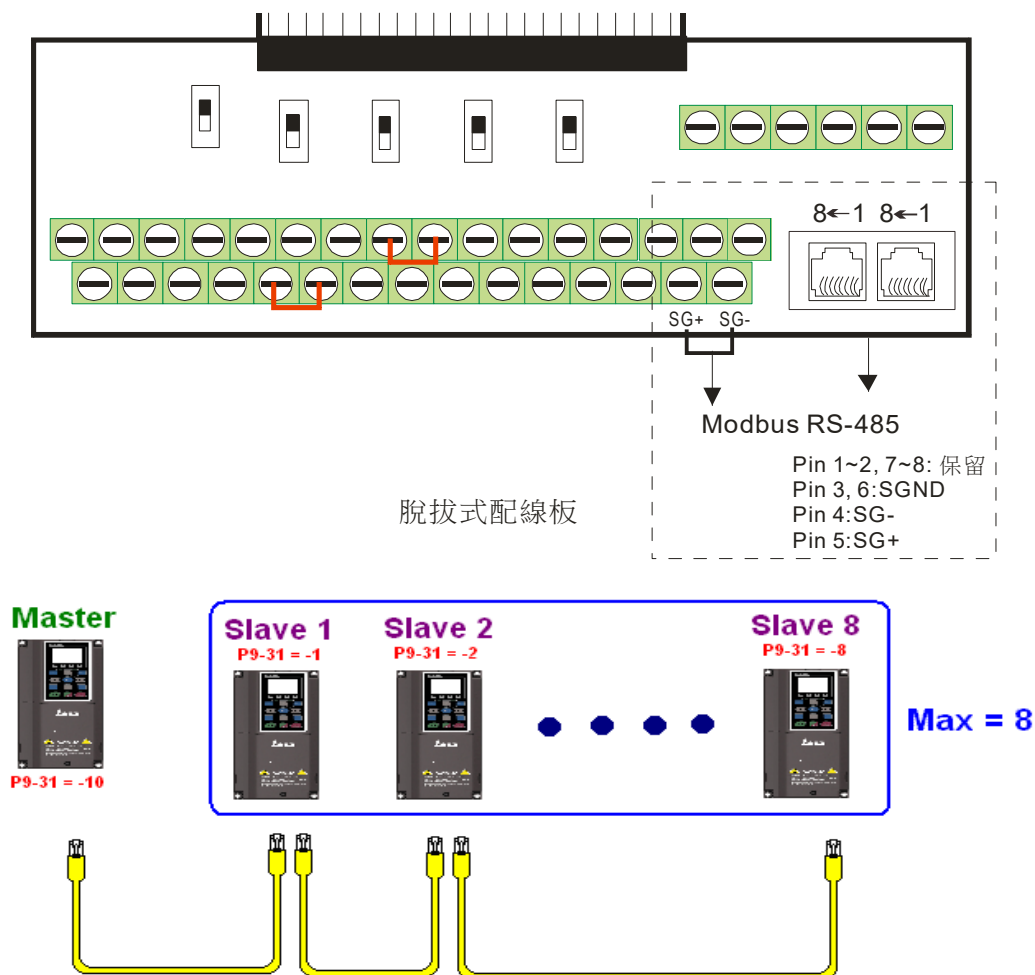 8←1 8←1
SG+ SG-
Modbus RS-485
Pin 1~2, 7~8: 保留
Pin 3, 6:SGND
Pin 4:SG-
Pin 5:SG+
脫拔式配線板
Master
P9-31 = -10
Slave 1
P9-31 = -1
Slave 2
P9-31 = -2
Slave 8
P9-31 = -8
Max = 8